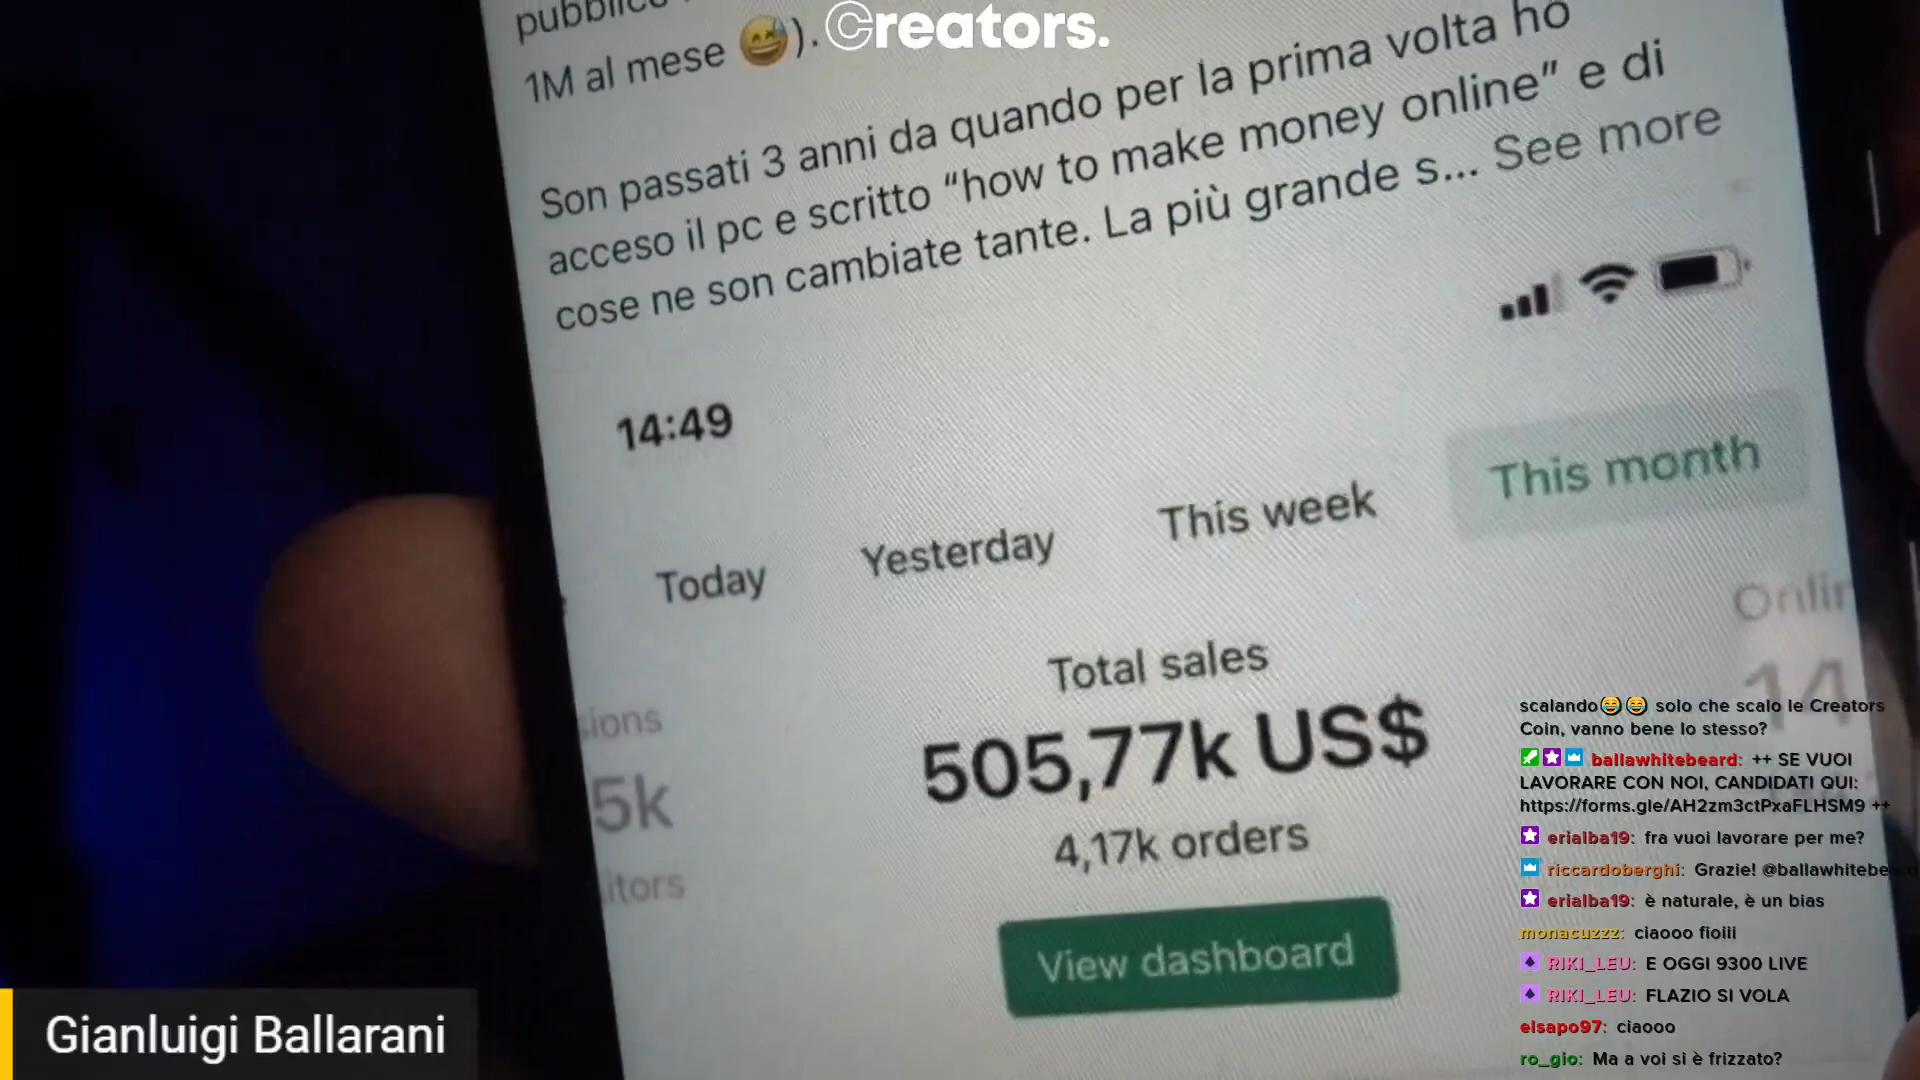 pubblico
1M al mese 😅).
©reators.
Son passati 3 anni da quando per la prima volta ho
acceso il pc e scritto “how to make money online” e di
cose ne son cambiate tante. La più grande s... See more
14:49
Today
Yesterday
This week
This month
Total sales
505,77k US$
4,17k orders
View dashboard
5k
14
scalando😂😂 solo che scalo le Creators
Coin, vanno bene lo stesso?
ballawhitebeard: ++ SE VUOI
LAVORARE CON NOI, CANDIDATI QUI:
https://forms.gle/AH2zm3ctPxaFLHSM9 ++
erialba19: fra vuoi lavorare per me?
riccardoberghi: Grazie! @ballawhitebe
erialba19: è naturale, è un bias
monacuzzz: ciaooo fioiii
RIKI_LEU: E OGGI 9300 LIVE
RIKI_LEU: FLAZIO SI VOLA
elsapo97: ciaooo
ro_gio: Ma a voi si è frizzato?
Gianluigi Ballarani